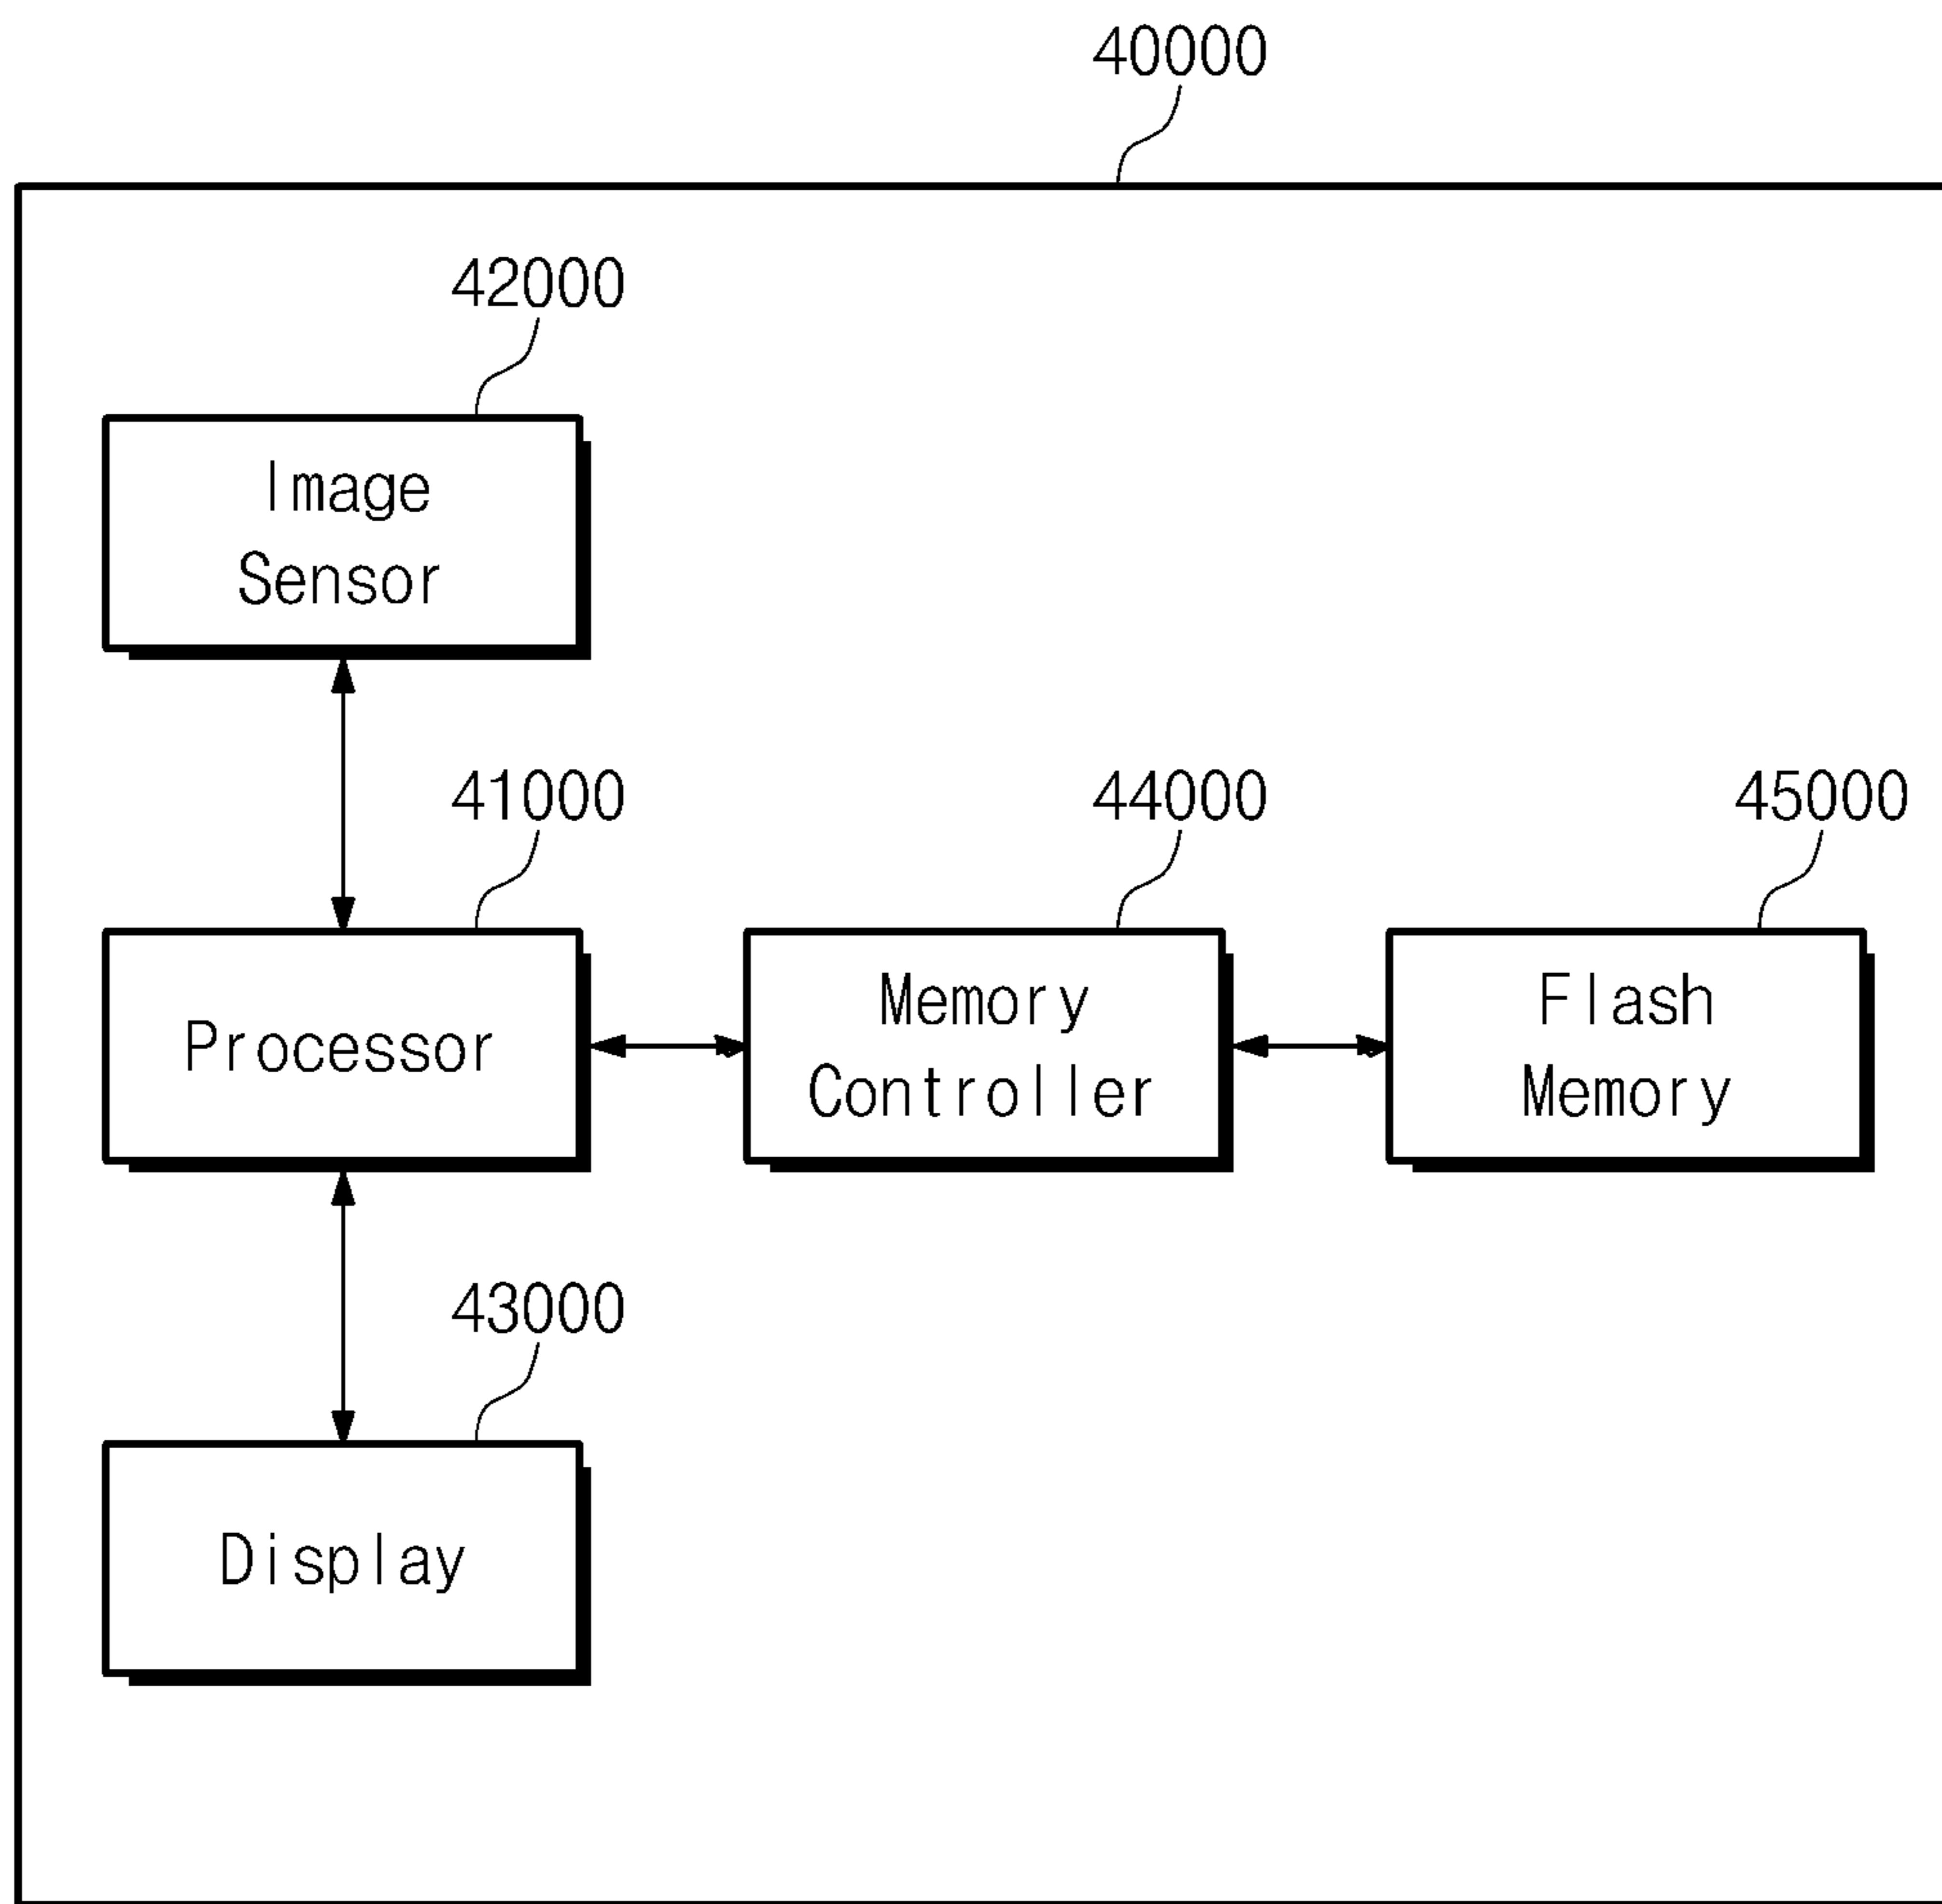 40000
42000
Image
Sensor
41000
44000
45000
Processor
Memory
Controller
Flash
Memory
43000
Display